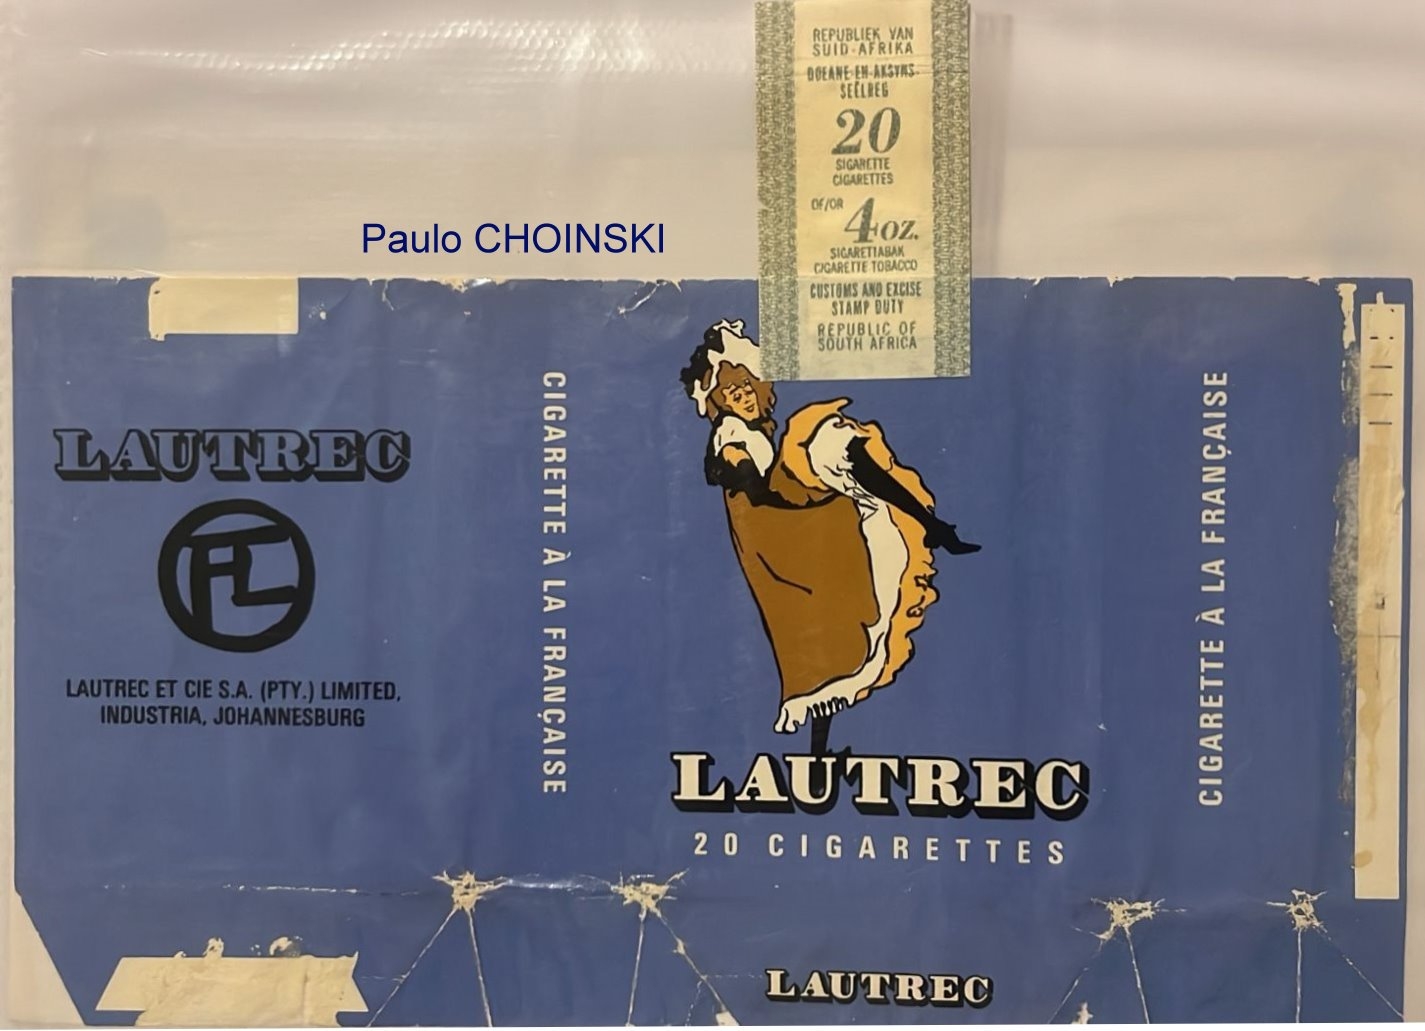 REPUBLIEK VAN
SUID-AFRIKA
DOEANE-EN-AKSYNS-
SEËLREG
20
SIGARETTE
CIGARETTES
OF/OR
4 OZ.
SIGARETTABAK
CIGARETTE TOBACCO
CUSTOMS AND EXCISE
STAMP DUTY
REPUBLIC OF
SOUTH AFRICA
Paulo CHOINSKI
LAUTREC
LAUTREC ET CIE S.A. (PTY.) LIMITED,
INDUSTRIA, JOHANNESBURG
CIGARETTE À LA FRANÇAISE
LAUTREC
20 CIGARETTES
LAUTREC
CIGARETTE À LA FRANÇAISE